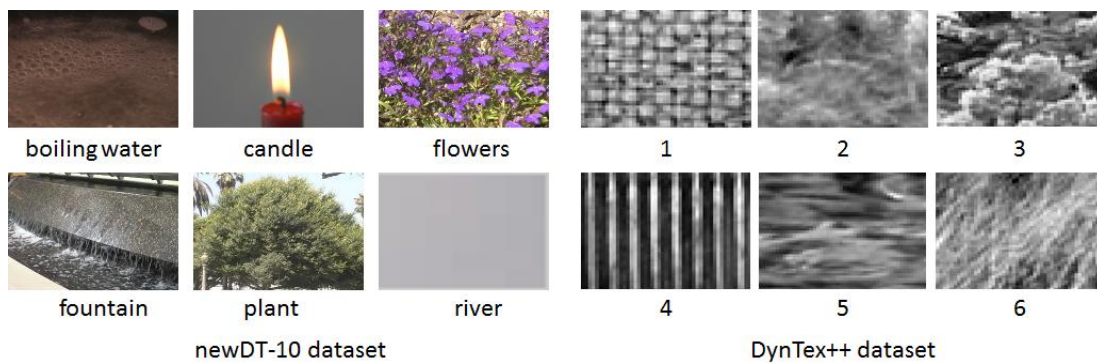 boiling water candle flowers 1 2 3
fountain plant river 4 5 6
newDT-10 dataset DynTex++ dataset